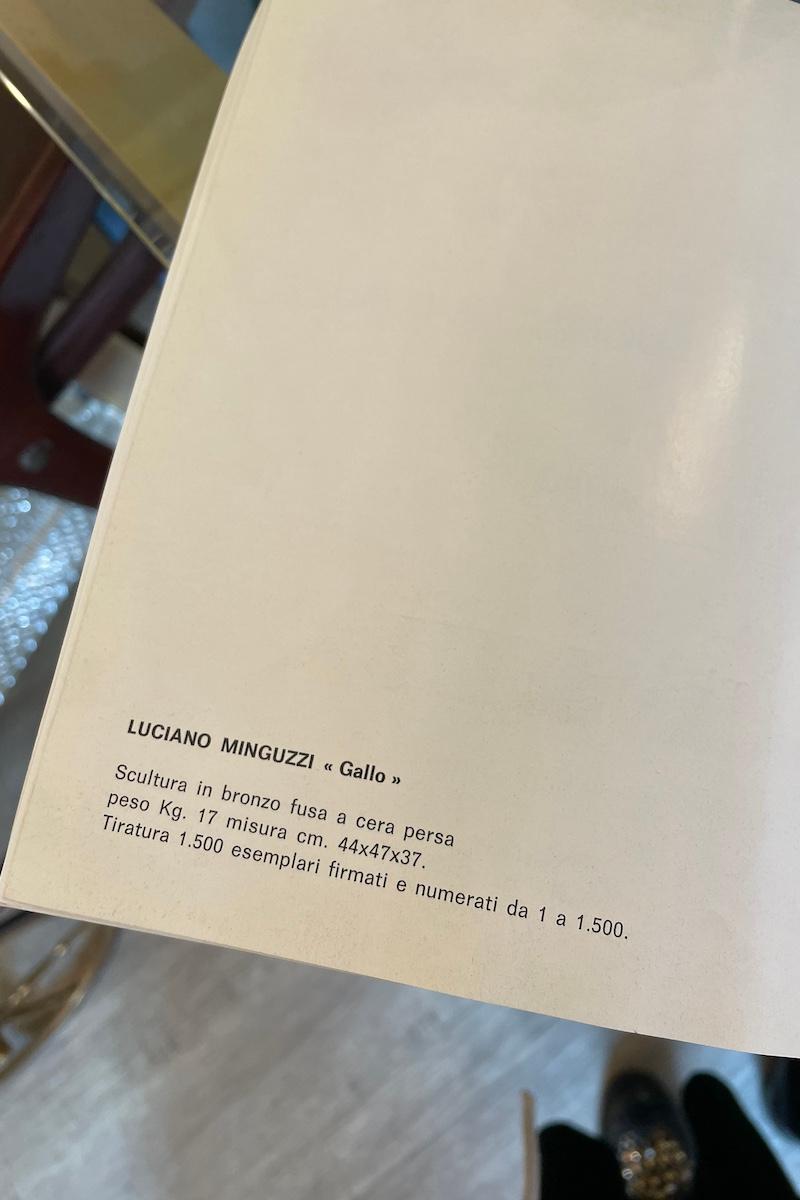 LUCIANO MINGUZZI « Gallo »
Scultura in bronzo fusa a cera persa
peso Kg. 17 misura cm. 44x47x37.
Tiratura 1.500 esemplari firmati e numerati da 1 a 1.500.